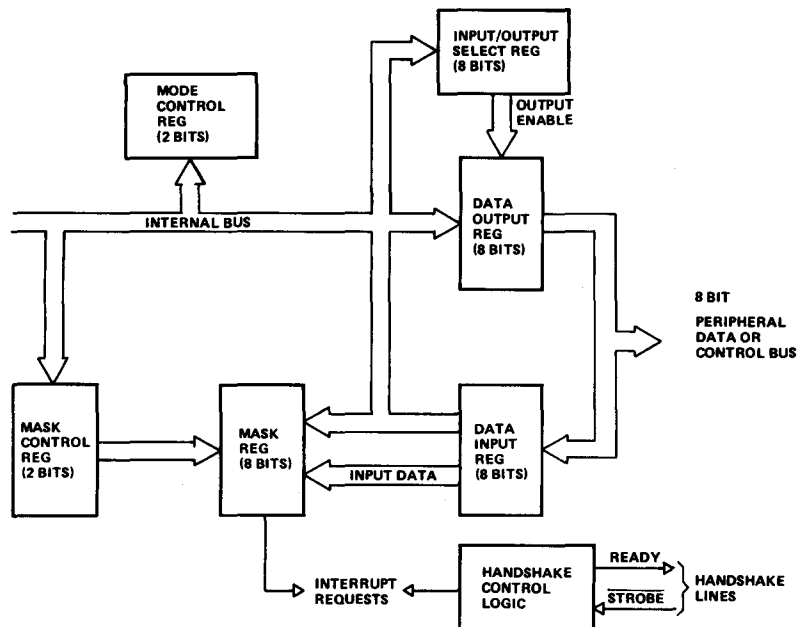 INPUT/OUTPUT
SELECT REG
(8 BITS)
MODE
CONTROL
REG
(2 BITS)
OUTPUT
ENABLE
DATA
OUTPUT
REG
(8 BITS)
INTERNAL BUS
8 BIT
PERIPHERAL
DATA OR
CONTROL BUS
MASK
CONTROL
REG
(2 BITS)
MASK
REG
(8 BITS)
DATA
INPUT
REG
(8 BITS)
INPUT DATA
INTERRUPT
REQUESTS
HANDSHAKE
CONTROL
LOGIC
READY
STROBE
HANDSHAKE
LINES